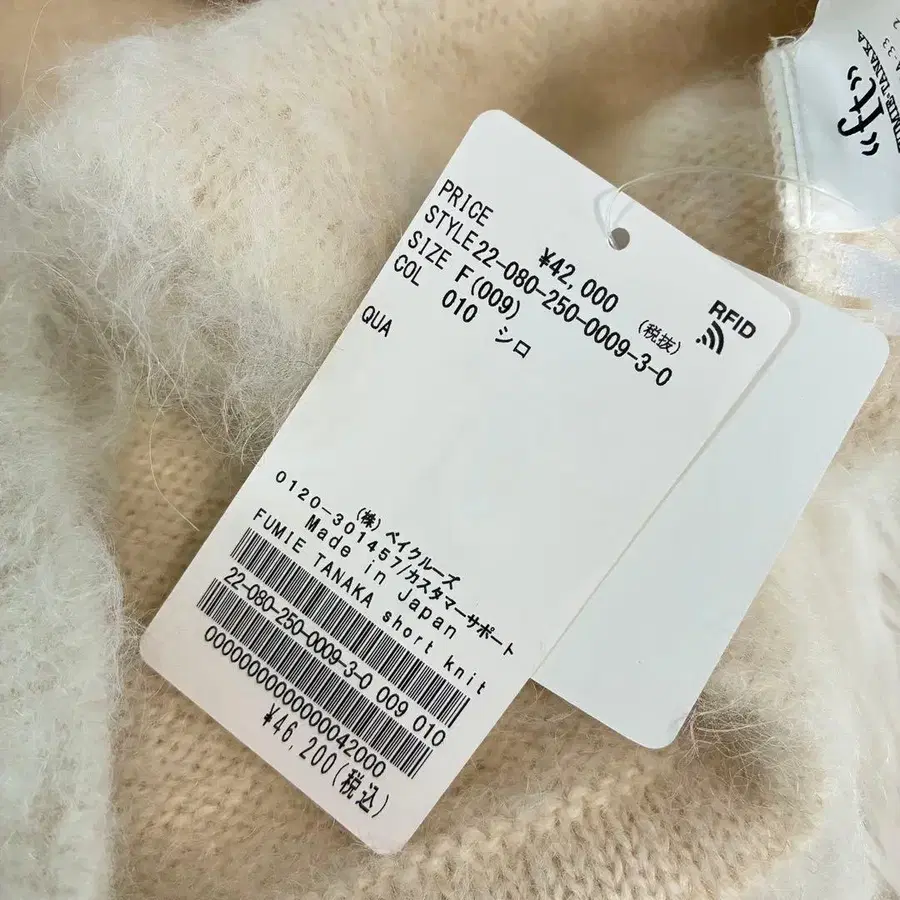 PRICE ¥42,000 (税抜)
STYLE22-080-250-0009-3-0
SIZE F(009)
COL 010 シロ
QUA
RFID
(株)ベイクルーズ
0120-301457/カスタマーサポート
Made in Japan
FUMIE TANAKA short knit
22-080-250-0009-3-0 009 010
0000000000000042000
¥46,200(税込)
"ft"
TANAKA